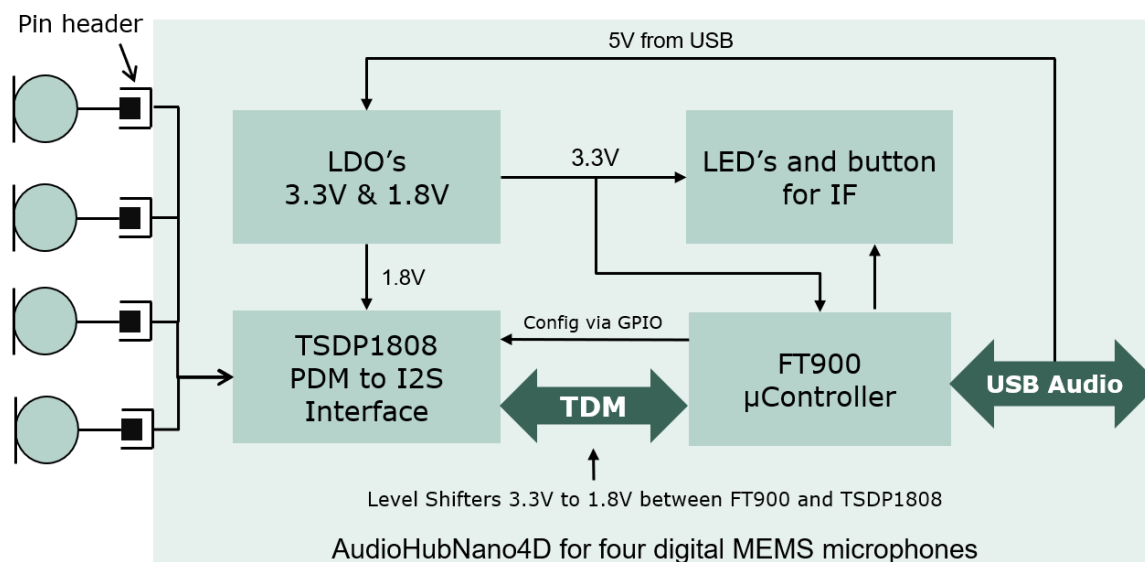 Pin header
5V from USB
LDO's
3.3V & 1.8V
3.3V
LED's and button
for IF
1.8V
TSDP1808
PDM to I2S
Interface
Config via GPIO
TDM
FT900
µController
USB Audio
Level Shifters 3.3V to 1.8V between FT900 and TSDP1808
AudioHubNano4D for four digital MEMS microphones